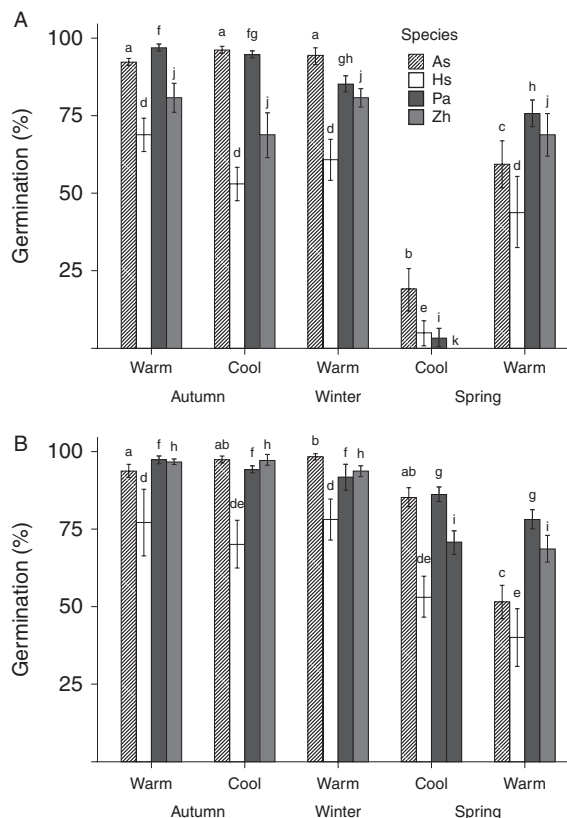 A
Germination (%)
100
75
50
25
Species
As
Hs
Pa
Zh
a
d
f
j
a
d
fg
j
a
d
gh
j
b
e
i
k
c
d
h
j
Warm Cool Warm Cool Warm
Autumn Winter Spring
B
Germination (%)
100
75
50
25
a
d
f
h
ab
de
f
h
b
d
f
h
ab
de
g
i
c
e
g
i
Warm Cool Warm Cool Warm
Autumn Winter Spring